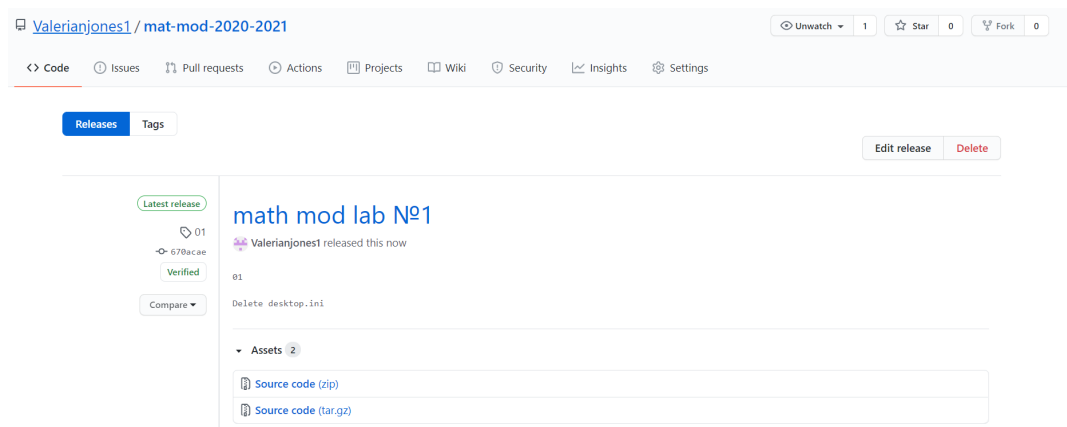 Valerianjones1 / mat-mod-2020-2021
Unwatch 1 Star 0 Fork 0
Code Issues Pull requests Actions Projects Wiki Security Insights Settings
Releases Tags
Edit release Delete
Latest release
01
670acae
Verified
Compare
math mod lab №1
Valerianjones1 released this now
01
Delete desktop.ini
Assets 2
Source code (zip)
Source code (tar.gz)